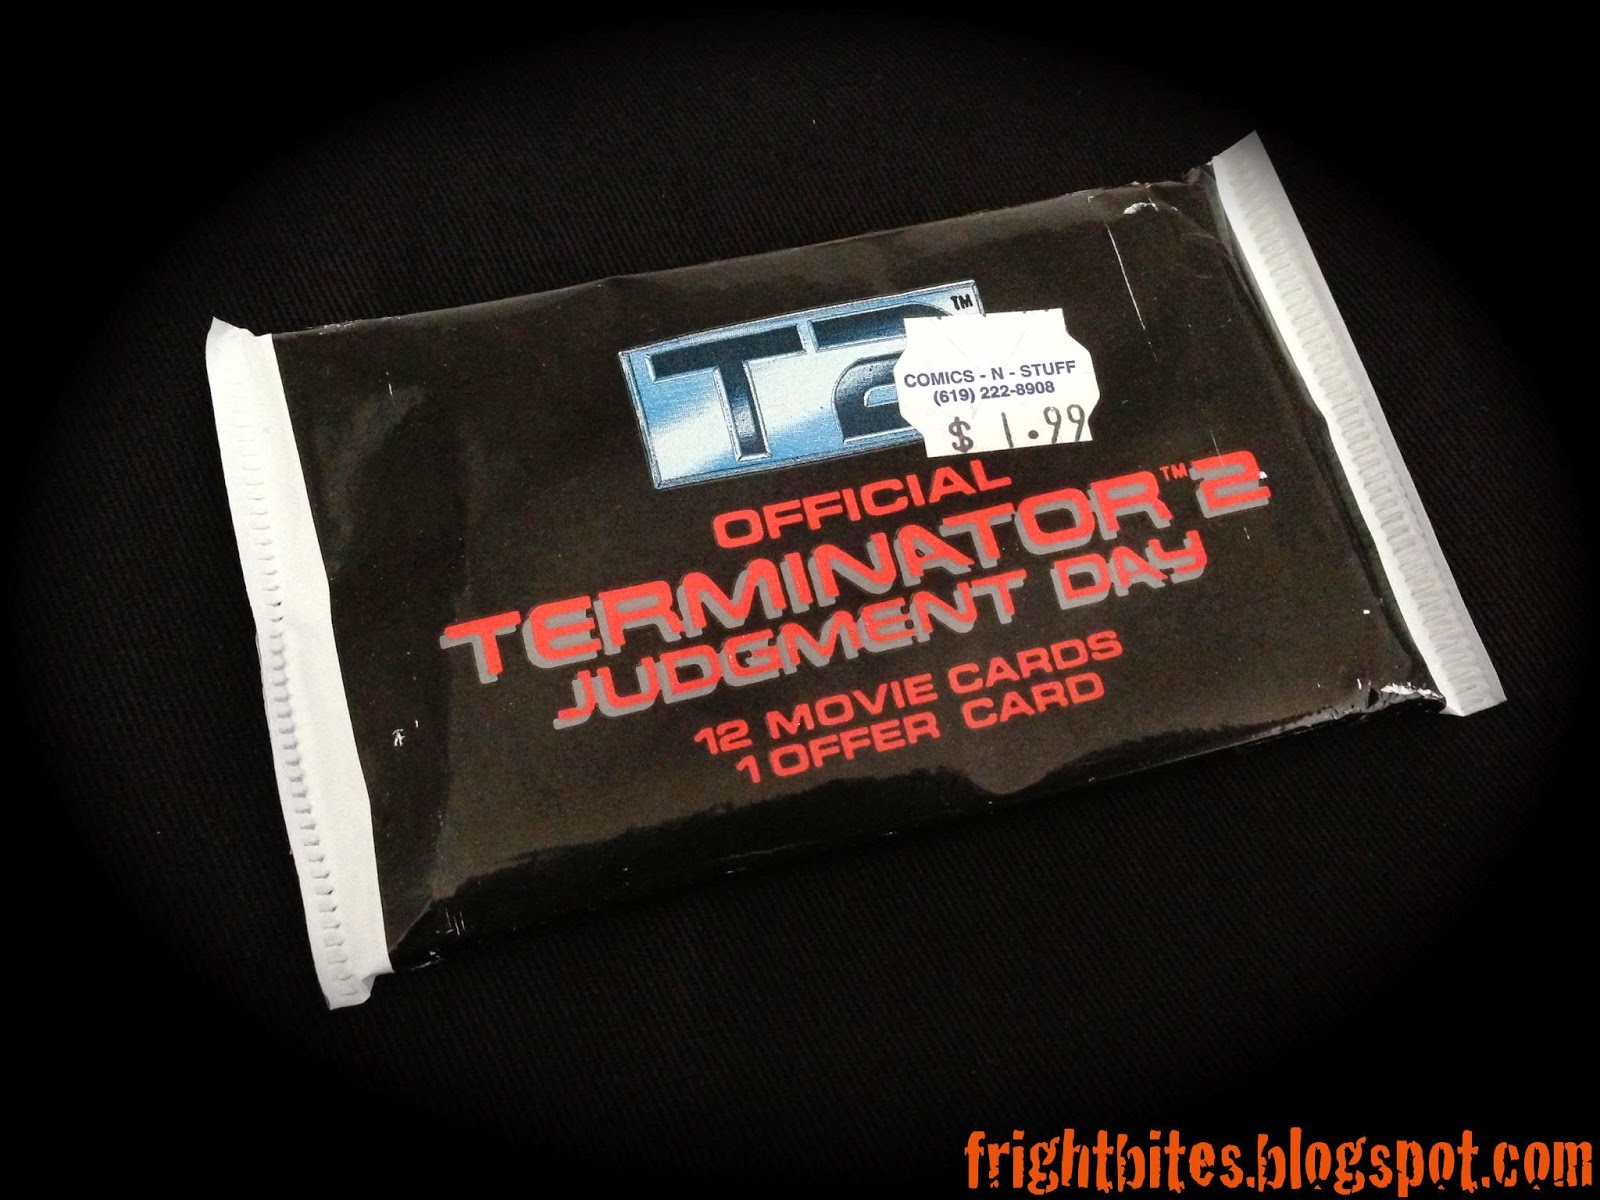 T2™
COMICS - N - STUFF
(619) 222-8908
$ 1.99
OFFICIAL
TERMINATOR™ 2
JUDGMENT DAY
12 MOVIE CARDS
1 OFFER CARD
frightbites.blogspot.com